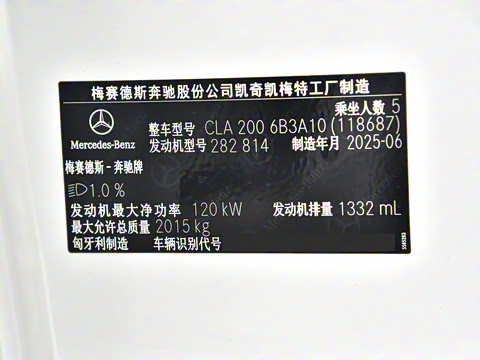 梅赛德斯奔驰股份公司凯奇凯梅特工厂制造
乘坐人数 5
Mercedes-Benz
整车型号 CLA 200 6B3A10 (118687)
发动机型号 282 814 制造年月 2025-06
梅赛德斯-奔驰牌
1.0 %
发动机最大净功率 120 kW 发动机排量 1332 mL
最大允许总质量 2015 kg
匈牙利制造 车辆识别代号